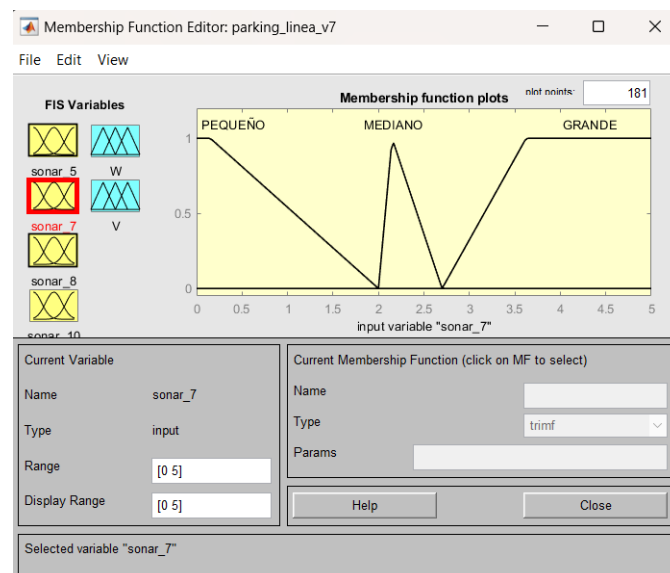 Membership Function Editor: parking_linea_v7
File Edit View
FIS Variables
sonar_5 W
sonar_7 V
sonar_8
sonar_10
Membership function plots
plot points:
181
PEQUEÑO MEDIANO GRANDE
1
0.5
0
0 0.5 1 1.5 2 2.5 3 3.5 4 4.5 5
input variable "sonar_7"
Current Variable
Name sonar_7
Type input
Range [0 5]
Display Range [0 5]
Current Membership Function (click on MF to select)
Name
Type trimf
Params
Help Close
Selected variable "sonar_7"